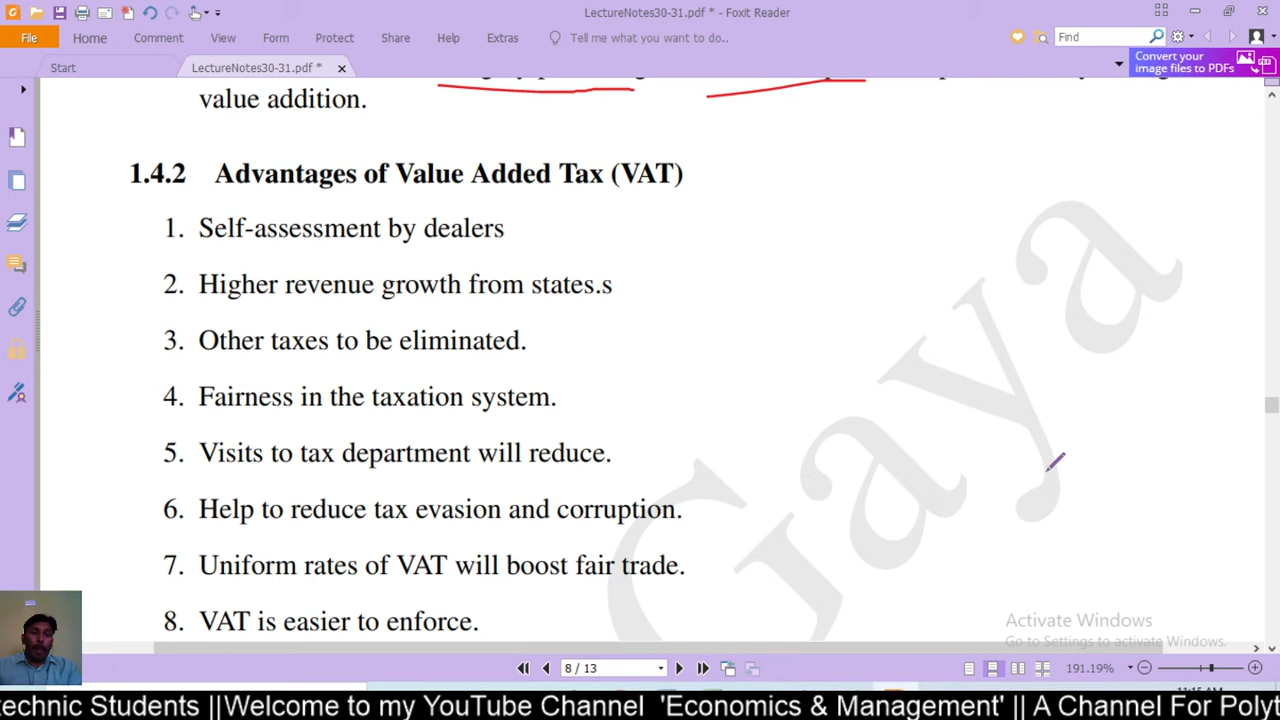 LectureNotes30-31.pdf * - Foxit Reader
File Home Comment View Form Protect Share Help Extras Tell me what you want to do.. Find
Start LectureNotes30-31.pdf *
Convert your
image files to PDFs
value addition.
1.4.2 Advantages of Value Added Tax (VAT)
1. Self-assessment by dealers
2. Higher revenue growth from states.s
3. Other taxes to be eliminated.
4. Fairness in the taxation system.
5. Visits to tax department will reduce.
6. Help to reduce tax evasion and corruption.
7. Uniform rates of VAT will boost fair trade.
8. VAT is easier to enforce.
Gaya
Activate Windows
Go to Settings to activate Windows.
8 / 13 191.19%
11:15 AM
technic Students ||Welcome to my YouTube Channel 'Economics & Management' || A Channel For Polyt